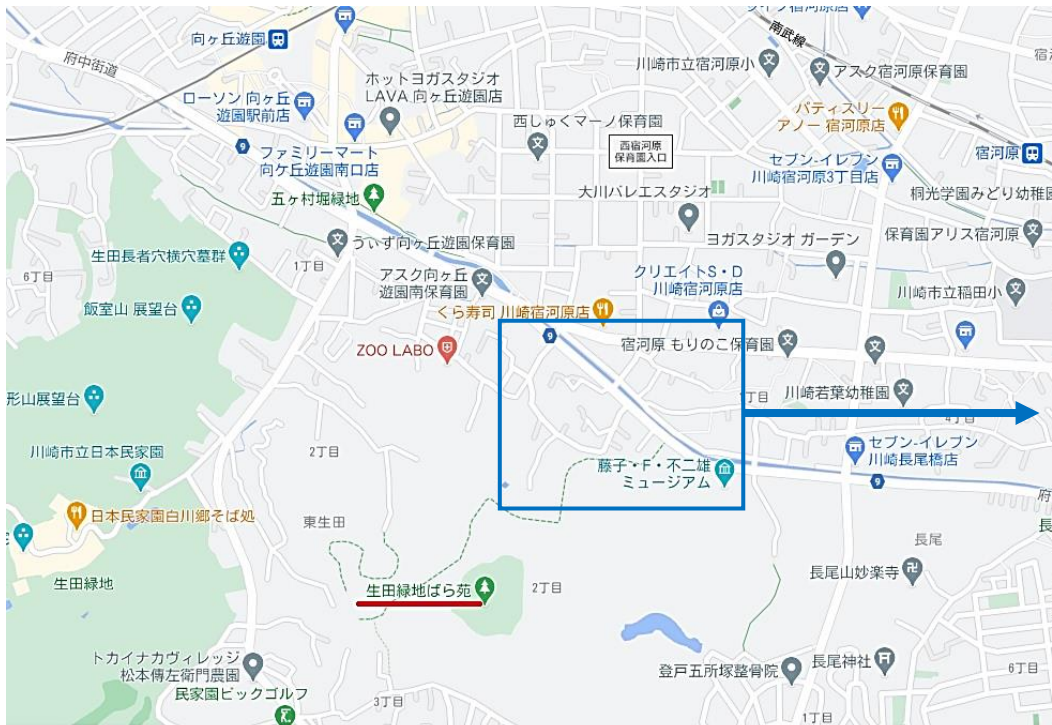 ライフ宿河原店
向ヶ丘遊園
南武線
府中街道
ホットヨガスタジオ
LAVA 向ヶ丘遊園店
川崎市立宿河原小
アスク宿河原保育園
ローソン 向ヶ丘
遊園駅前店
パティスリー
アノー 宿河原店
西しゅくマーノ保育園
9
西宿河原
保育園入口
ファミリーマート
向ケ丘遊園南口店
セブン-イレブン
川崎宿河原3丁目店
宿河原
五ヶ村堀緑地
大川バレエスタジオ
桐光学園みどり幼稚園
うぃず向ヶ丘遊園保育園
ヨガスタジオ ガーデン
保育園アリス宿河原
生田長者穴横穴墓群
1丁目
6丁目
アスク向ヶ丘
遊園南保育園
クリエイトS・D
川崎宿河原店
川崎市立稲田小
飯室山 展望台
くら寿司 川崎宿河原店
9
ZOO LABO
宿河原 もりのこ保育園
形山展望台
1丁目
川崎若葉幼稚園
4丁目
川崎市立日本民家園
2丁目
セブン-イレブン
川崎長尾橋店
藤子・F・不二雄
ミュージアム
9
府
日本民家園白川郷そば処
東生田
長
長尾
生田緑地
生田緑地ばら苑
2丁目
長尾山妙楽寺
トカイナカヴィレッジ
松本傳左衛門農園
登戸五所塚整骨院
長尾神社
6丁目
民家園ビックゴルフ
3丁目
1丁目